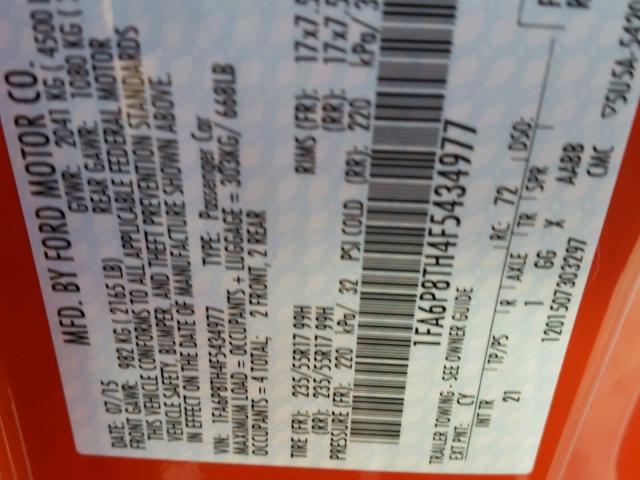 MFD. BY FORD MOTOR CO.
DATE: 07/15 GVWR: 2041 KG ( 4500
FRONT GAWR: 982 KG ( 2165 LB) REAR GAWR: 1080 KG (
THIS VEHICLE CONFORMS TO ALL APPLICABLE FEDERAL MOTOR
VEHICLE SAFETY, BUMPER, AND THEFT PREVENTION STANDARDS
IN EFFECT ON THE DATE OF MANUFACTURE SHOWN ABOVE.
VIN: 1FA6P8TH4F5434977 TYPE: Passenger Car
MAXIMUM LOAD = OCCUPANTS + LUGGAGE = 303KG/ 668LB
OCCUPANTS = 4 TOTAL; 2 FRONT, 2 REAR
TIRE (FR): 235/55R17 99H RIMS (FR): 17x7.5
(RR): 235/55R17 99H (RR): 17x7.5
PRESSURE (FR): 220 kPa/ 32 PSI COLD (RR): 220 kPa/3
1FA6P8TH4F5434977
TRAILER TOWING - SEE OWNER GUIDE
EXT PNT: CY RC: 72 DSO:
INT TR TP/PS R AXLE TR SPR
21 1 GG X AABB
1201507303297 CMC